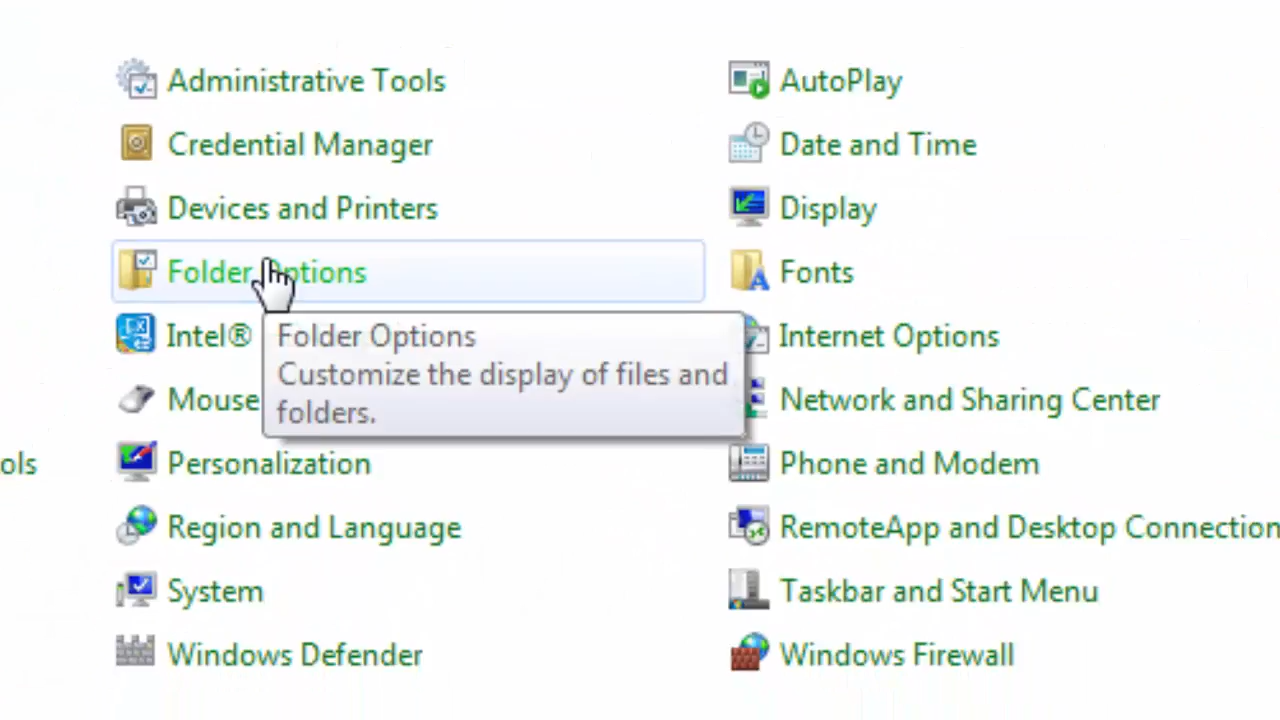 Administrative Tools
AutoPlay
Credential Manager
Date and Time
Devices and Printers
Display
Folder Options
Fonts
Intel®
Folder Options
Customize the display of files and
folders.
Internet Options
Mouse
Network and Sharing Center
ols
Personalization
Phone and Modem
Region and Language
RemoteApp and Desktop Connection
System
Taskbar and Start Menu
Windows Defender
Windows Firewall